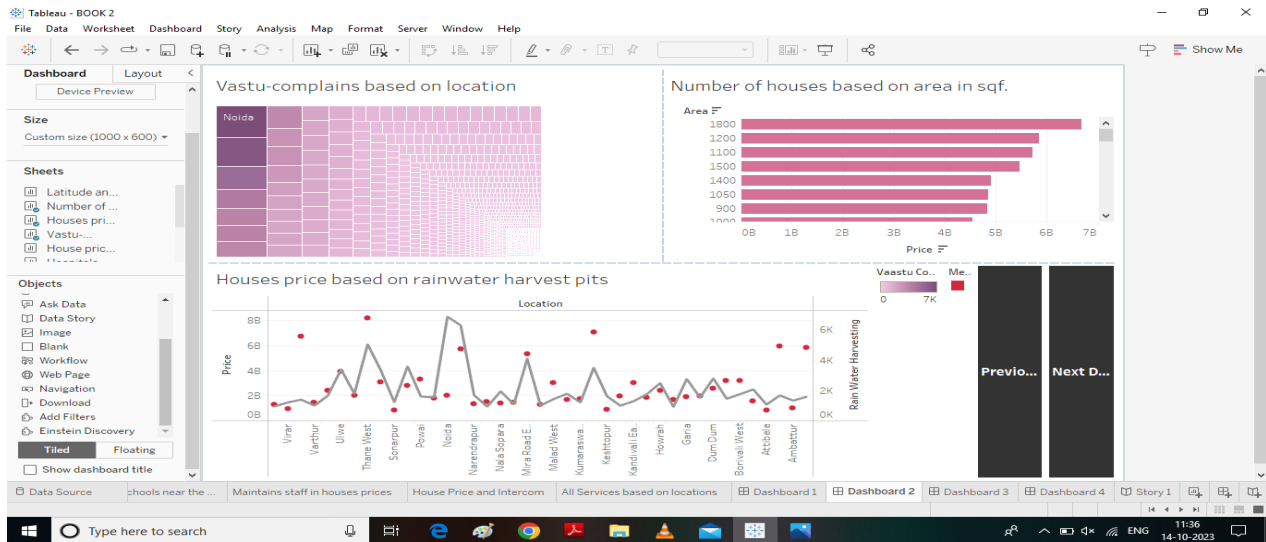 Tableau - BOOK 2
File Data Worksheet Dashboard Story Analysis Map Format Server Window Help
Show Me
Dashboard Layout
Device Preview
Size
Custom size (1000 x 600)
Sheets
Latitude an...
Number of ...
Houses pri...
Vastu-...
House pric...
Objects
Ask Data
Data Story
Image
Blank
Workflow
Web Page
Navigation
Download
Add Filters
Einstein Discovery
Tiled Floating
Show dashboard title
Vastu-complains based on location
Noida
Number of houses based on area in sqf.
Area
1800
1200
1100
1500
1400
1050
900
1000
0B 1B 2B 3B 4B 5B 6B 7B
Price
Houses price based on rainwater harvest pits
Location
Price
8B
6B
4B
2B
0B
6K
4K
2K
0K
Rain Water Harvesting
Virar
Varthur
Ulwe
Thane West
Sonarpur
Powai
Noida
Narendrapur
Nala Sopara
Mira Road E..
Malad West
Kumaraswa..
Keshtopur
Kandivali Ea..
Howrah
Garia
Dum Dum
Borivali West
Attibele
Ambattur
Vaastu Co.. Me..
0 7K
Previo... Next D...
Data Source chools near the ... Maintains staff in houses prices House Price and Intercom All Services based on locations Dashboard 1 Dashboard 2 Dashboard 3 Dashboard 4 Story 1
Type here to search
ENG
11:36
14-10-2023